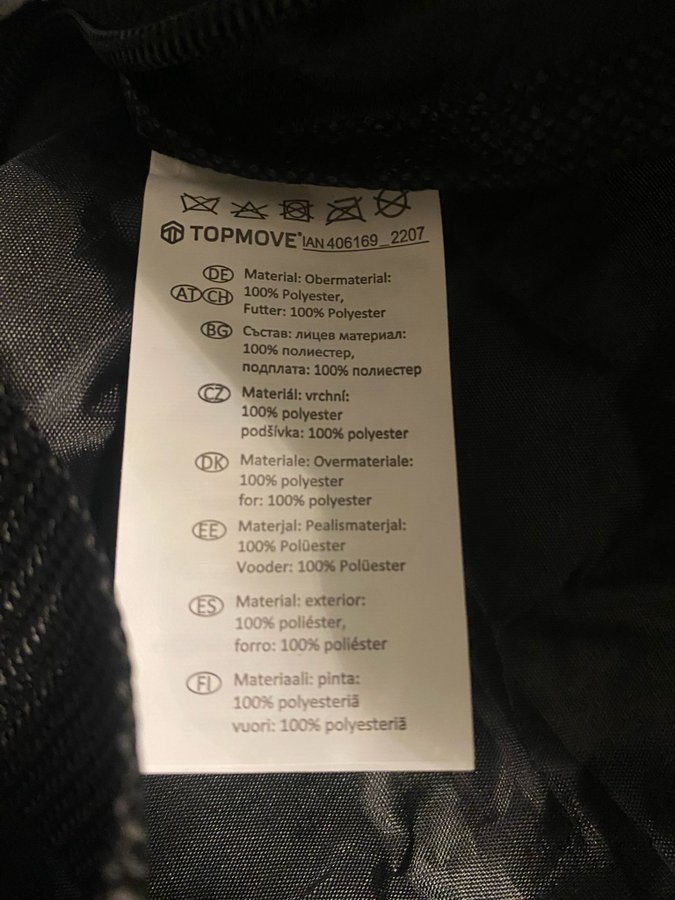 TOPMOVE® IAN 406169_2207
DE Material: Obermaterial:
AT CH 100% Polyester,
Futter: 100% Polyester
BG Състав: лицев материал:
100% полиестер,
подплата: 100% полиестер
CZ Materiál: vrchní:
100% polyester
podšívka: 100% polyester
DK Materiale: Overmateriale:
100% polyester
for: 100% polyester
EE Materjal: Pealismaterjal:
100% Polüester
Vooder: 100% Polüester
ES Material: exterior:
100% poliéster,
forro: 100% poliéster
FI Materiaali: pinta:
100% polyesteriä
vuori: 100% polyesteriä